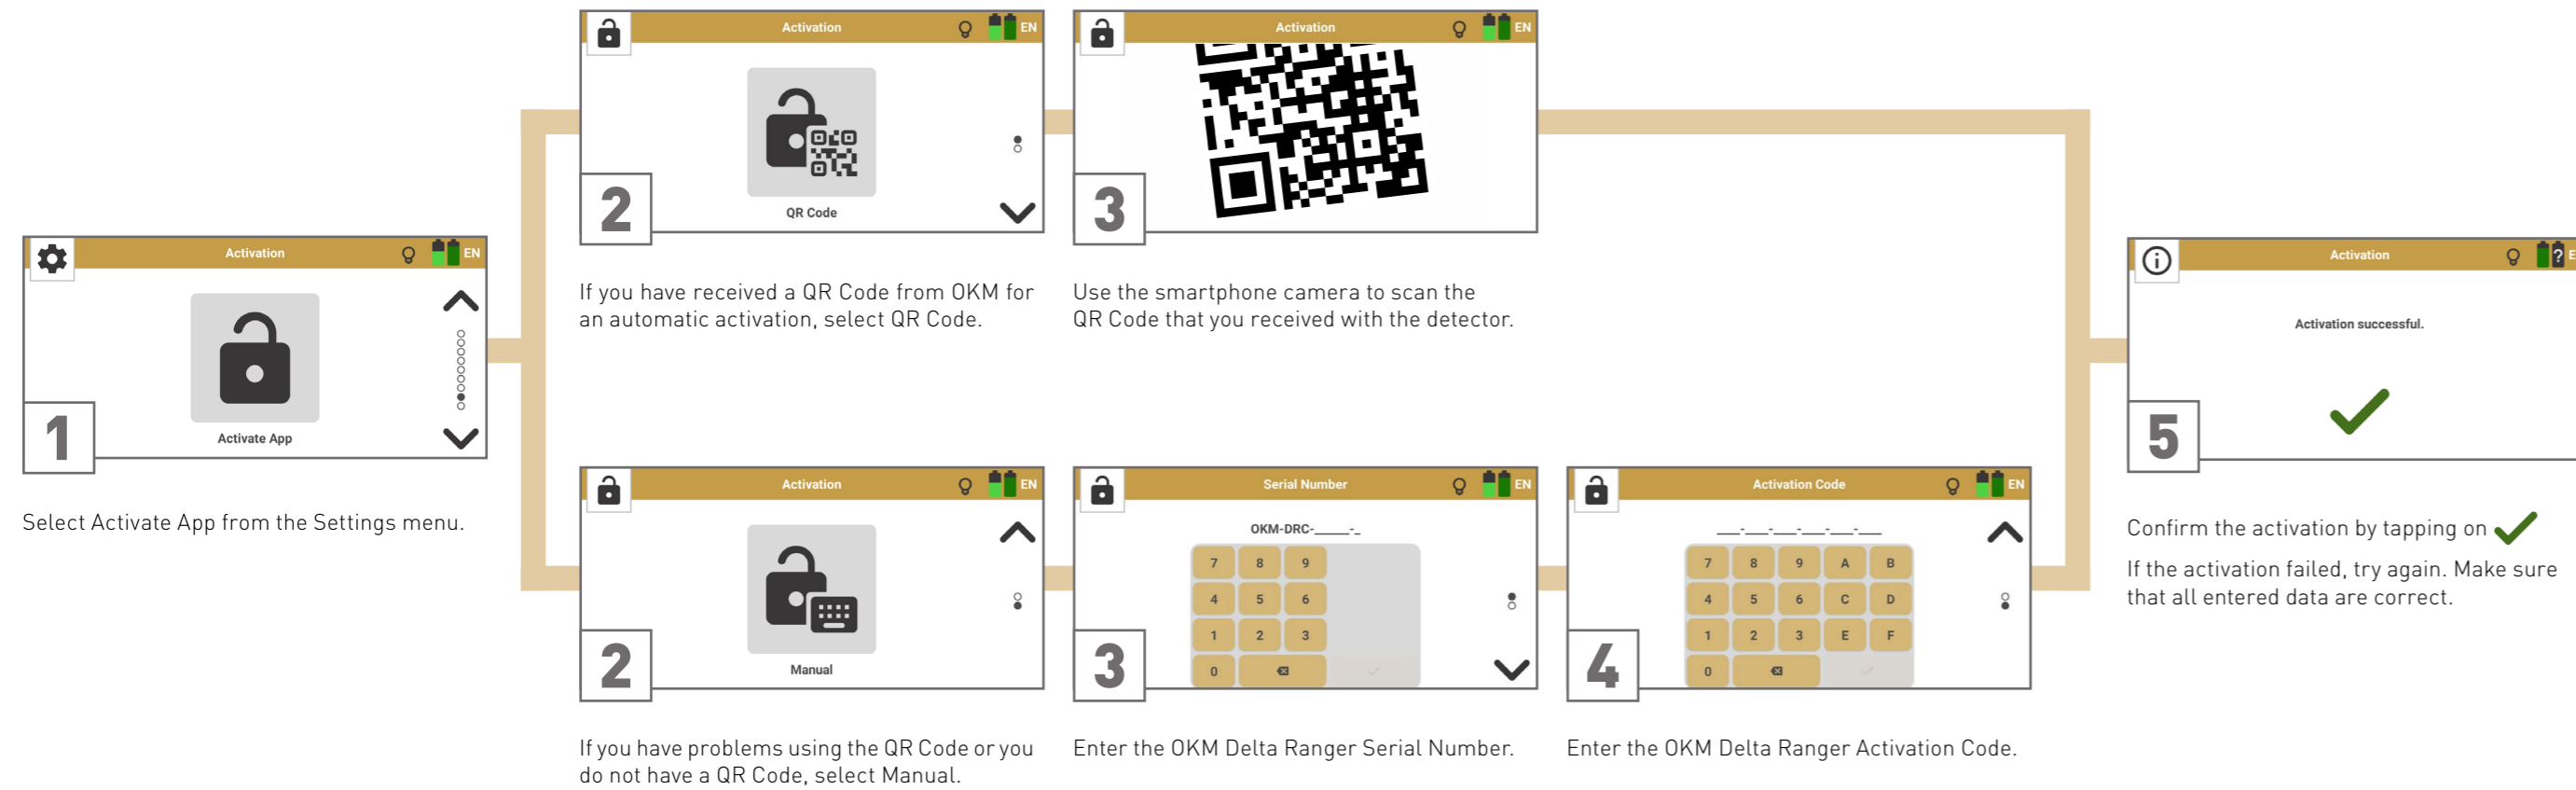 Activation
EN
Activate App
1
Select Activate App from the Settings menu.
Activation
EN
QR Code
2
If you have received a QR Code from OKM for
an automatic activation, select QR Code.
Activation
EN
3
Use the smartphone camera to scan the
QR Code that you received with the detector.
Activation
EN
Manual
2
If you have problems using the QR Code or you
do not have a QR Code, select Manual.
Serial Number
EN
OKM-DRC-_____-_
7 8 9
4 5 6
1 2 3
0
3
Enter the OKM Delta Ranger Serial Number.
Activation Code
EN
___-___-___-___-___-___
7 8 9 A B
4 5 6 C D
1 2 3 E F
0
4
Enter the OKM Delta Ranger Activation Code.
Activation
? E
Activation successful.
5
Confirm the activation by tapping on
If the activation failed, try again. Make sure
that all entered data are correct.